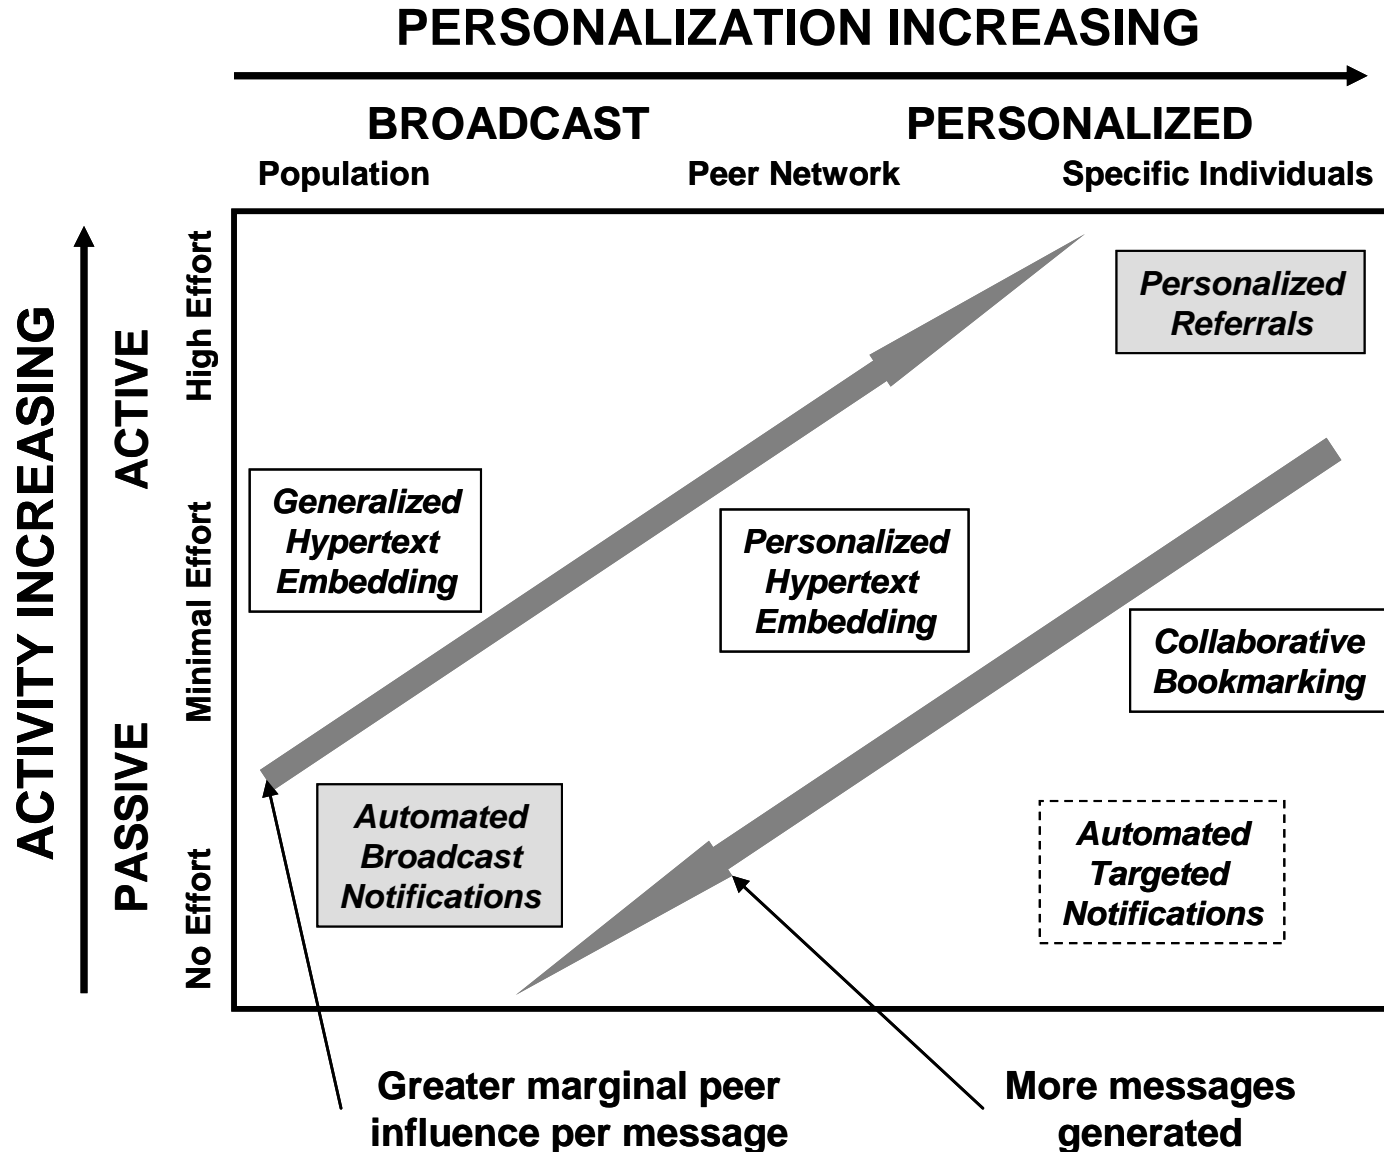 PERSONALIZATION INCREASING
BROADCAST
PERSONALIZED
Population
Peer Network
Specific Individuals
ACTIVITY INCREASING
ACTIVE
PASSIVE
High Effort
Minimal Effort
No Effort
Personalized
Referrals
Generalized
Hypertext
Embedding
Personalized
Hypertext
Embedding
Collaborative
Bookmarking
Automated
Broadcast
Notifications
Automated
Targeted
Notifications
Greater marginal peer
influence per message
More messages
generated